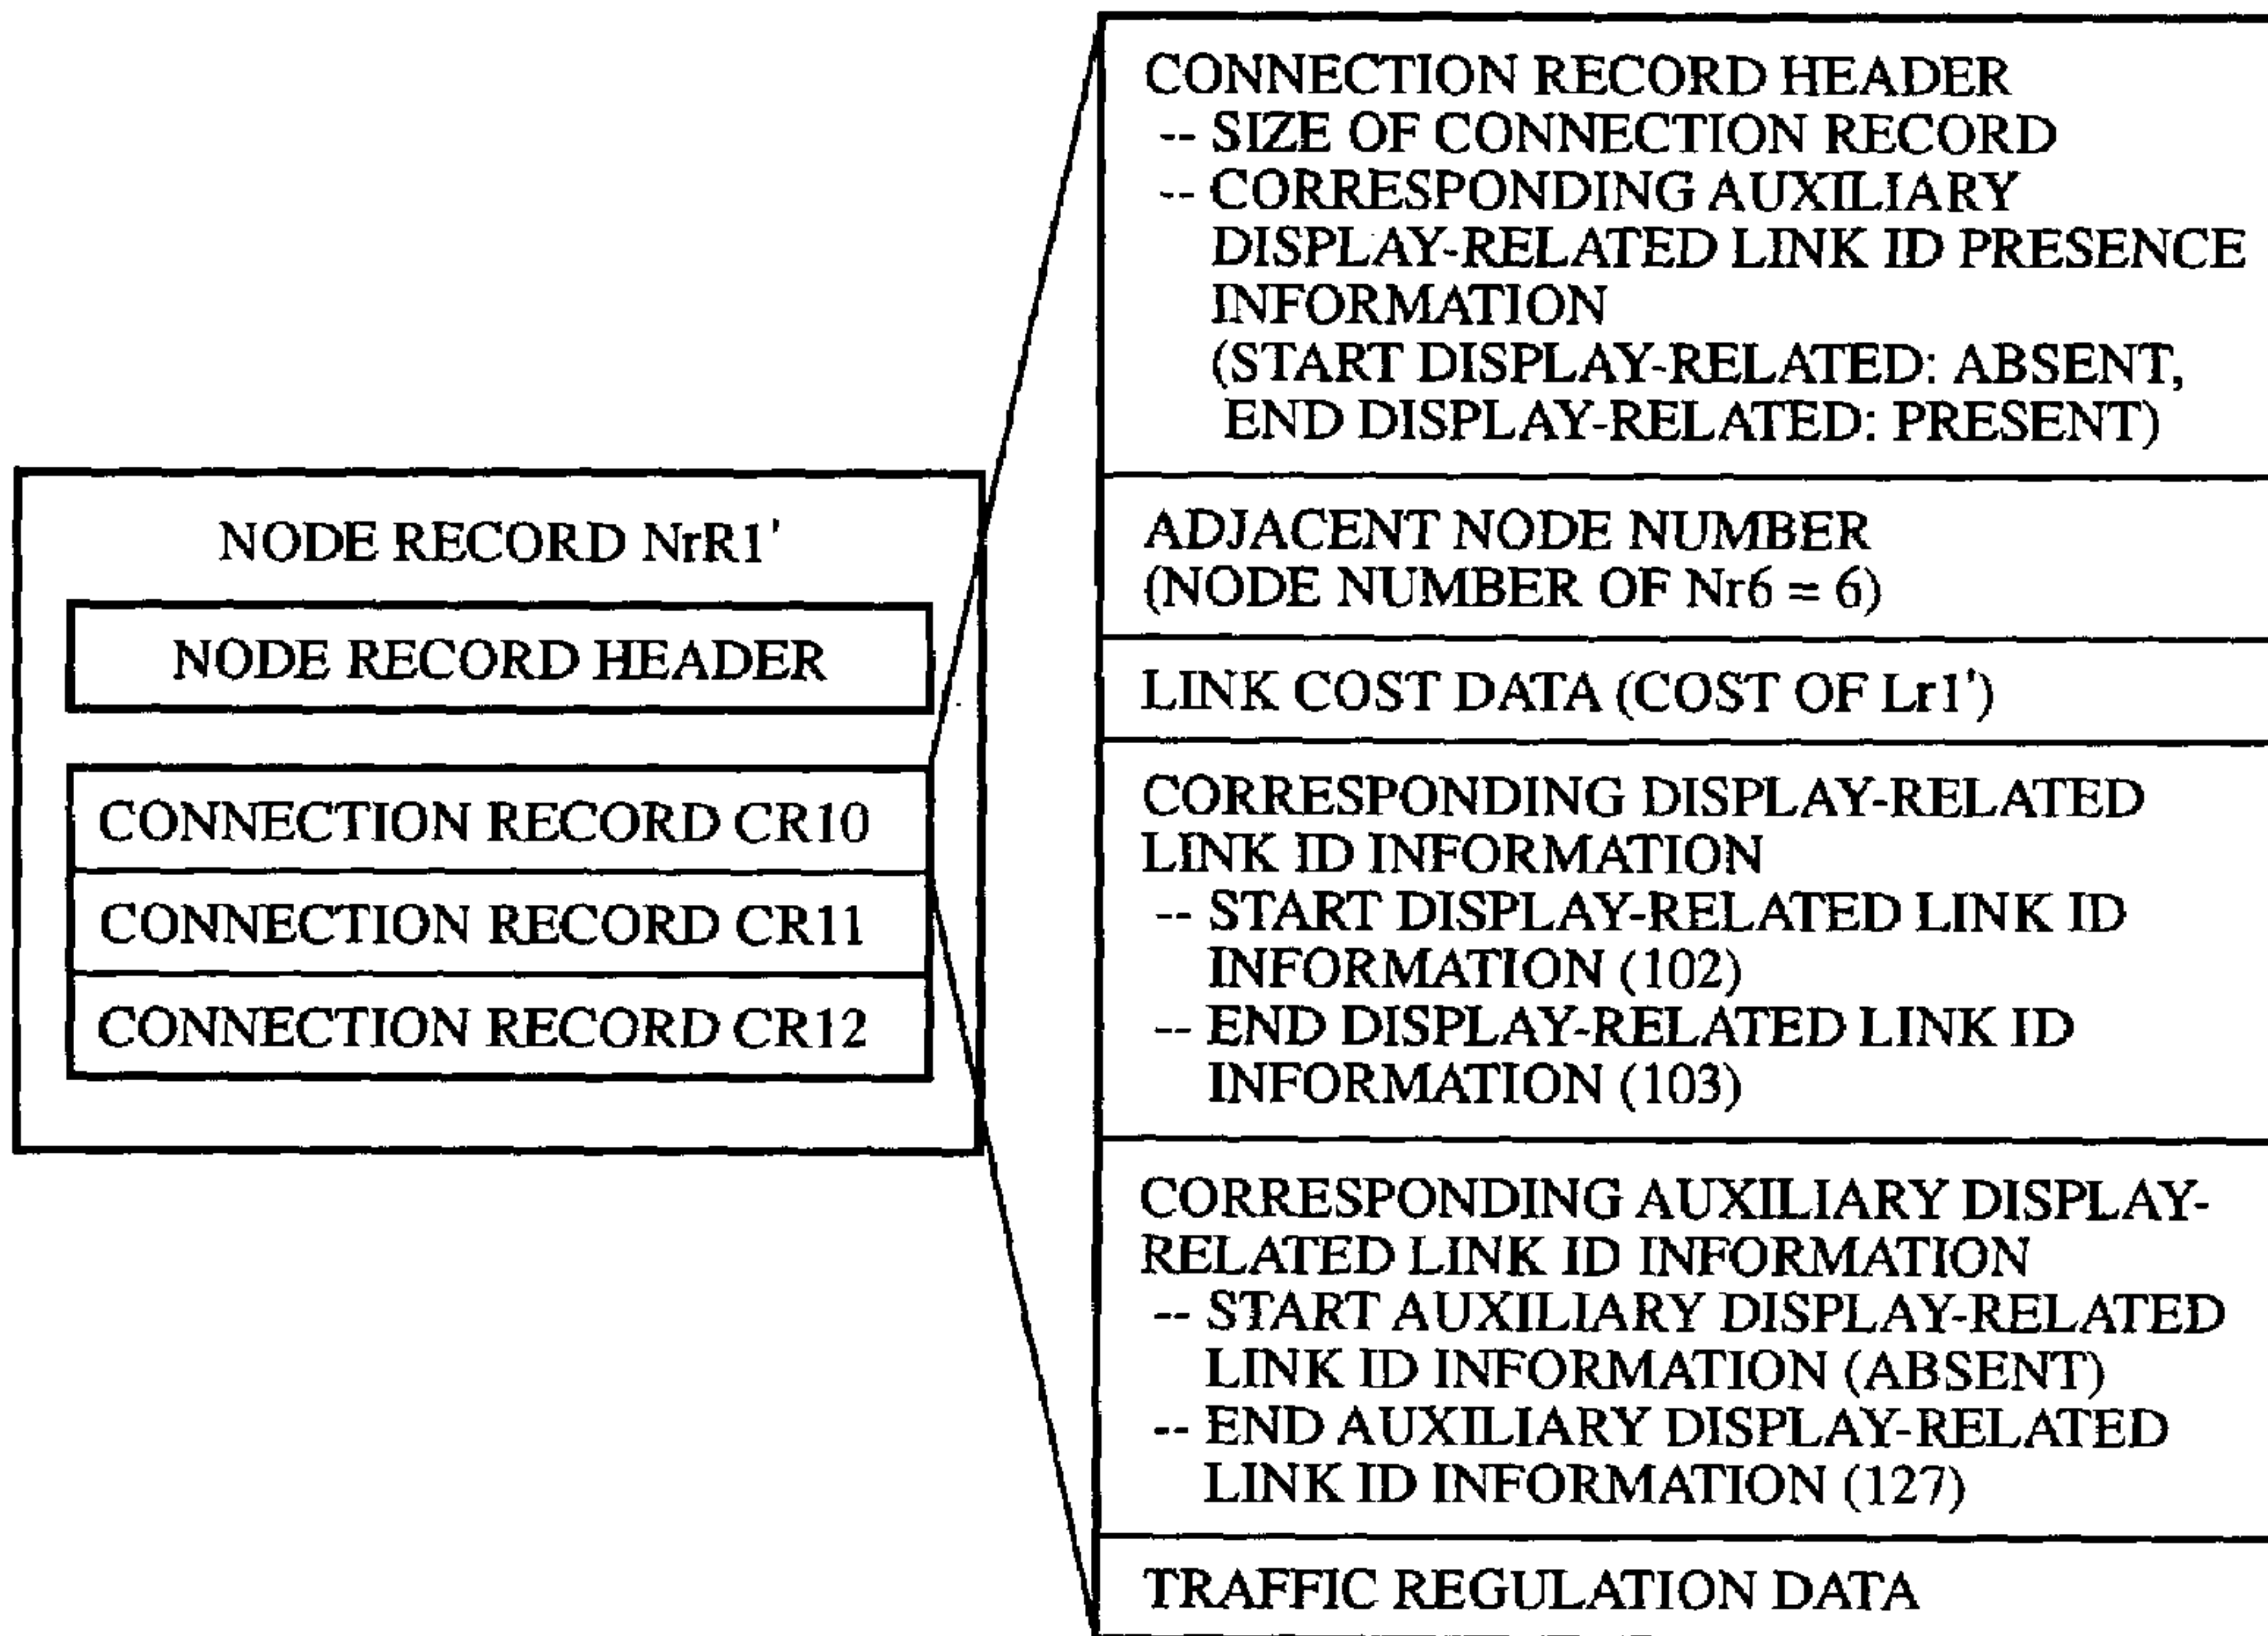 NODE RECORD NrR1'
NODE RECORD HEADER
CONNECTION RECORD CR10
CONNECTION RECORD CR11
CONNECTION RECORD CR12
CONNECTION RECORD HEADER
-- SIZE OF CONNECTION RECORD
-- CORRESPONDING AUXILIARY
DISPLAY-RELATED LINK ID PRESENCE
INFORMATION
(START DISPLAY-RELATED: ABSENT,
END DISPLAY-RELATED: PRESENT)
ADJACENT NODE NUMBER
(NODE NUMBER OF Nr6 = 6)
LINK COST DATA (COST OF Lr1')
CORRESPONDING DISPLAY-RELATED
LINK ID INFORMATION
-- START DISPLAY-RELATED LINK ID
INFORMATION (102)
-- END DISPLAY-RELATED LINK ID
INFORMATION (103)
CORRESPONDING AUXILIARY DISPLAY-
RELATED LINK ID INFORMATION
-- START AUXILIARY DISPLAY-RELATED
LINK ID INFORMATION (ABSENT)
-- END AUXILIARY DISPLAY-RELATED
LINK ID INFORMATION (127)
TRAFFIC REGULATION DATA